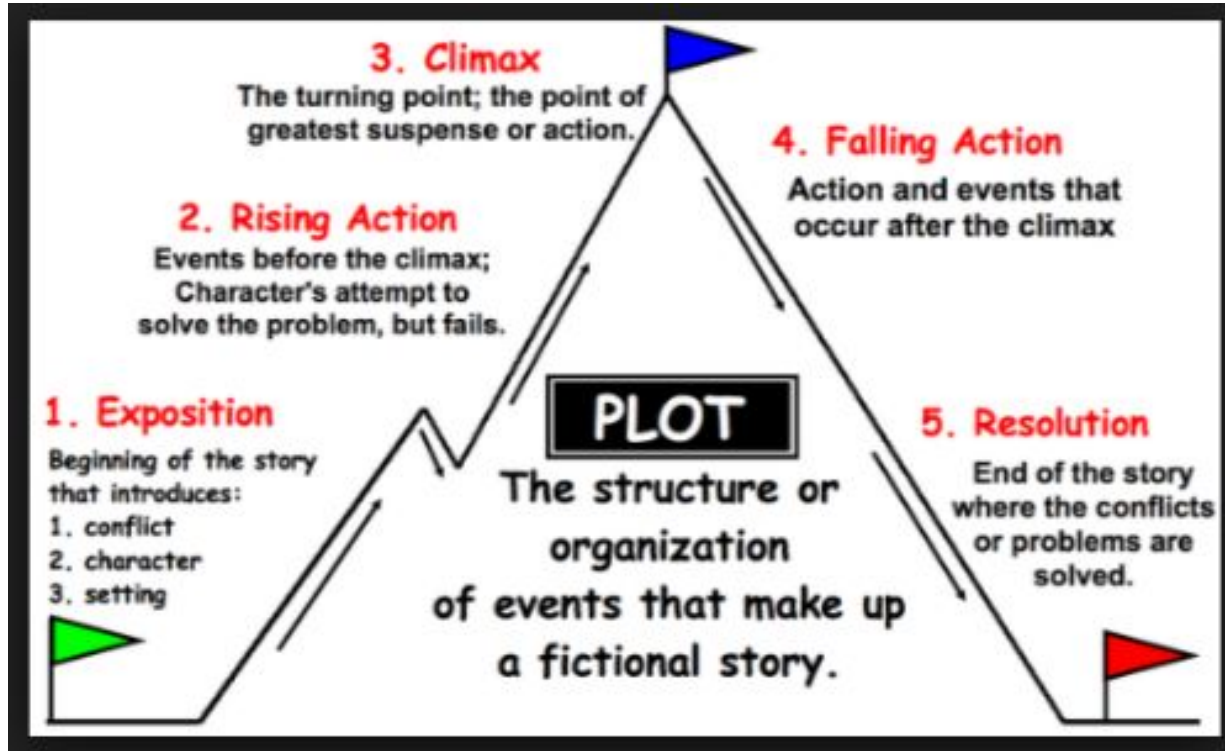 3. Climax
The turning point; the point of
greatest suspense or action.
4. Falling Action
Action and events that
occur after the climax
2. Rising Action
Events before the climax;
Character's attempt to
solve the problem, but fails.
1. Exposition
Beginning of the story
that introduces:
1. conflict
2. character
3. setting
PLOT
The structure or
organization
of events that make up
a fictional story.
5. Resolution
End of the story
where the conflicts
or problems are
solved.